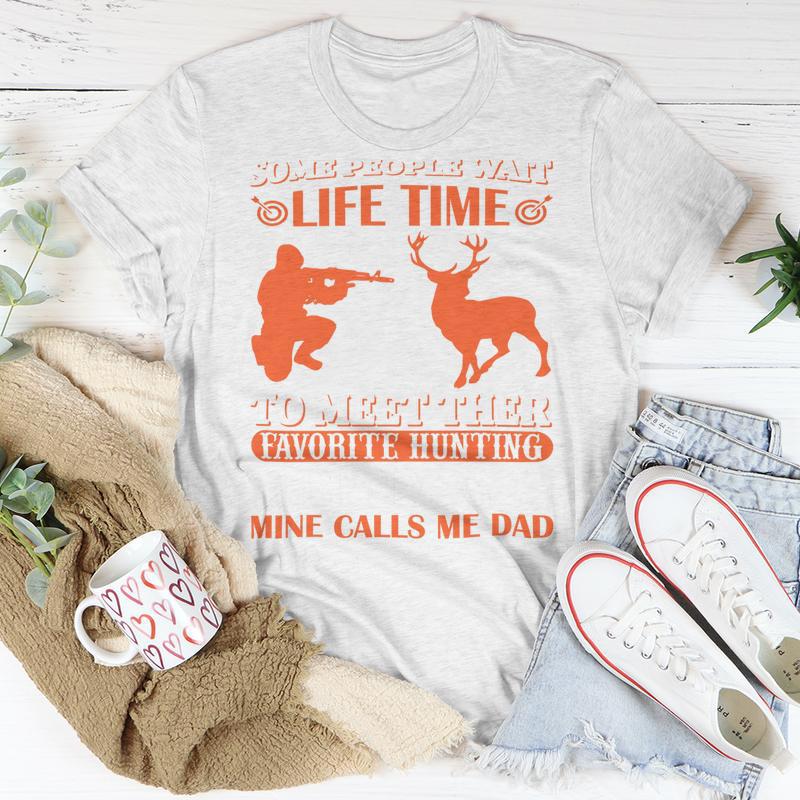 SOME PEOPLE WAIT
LIFE TIME
TO MEET THER
FAVORITE HUNTING
MINE CALLS ME DAD